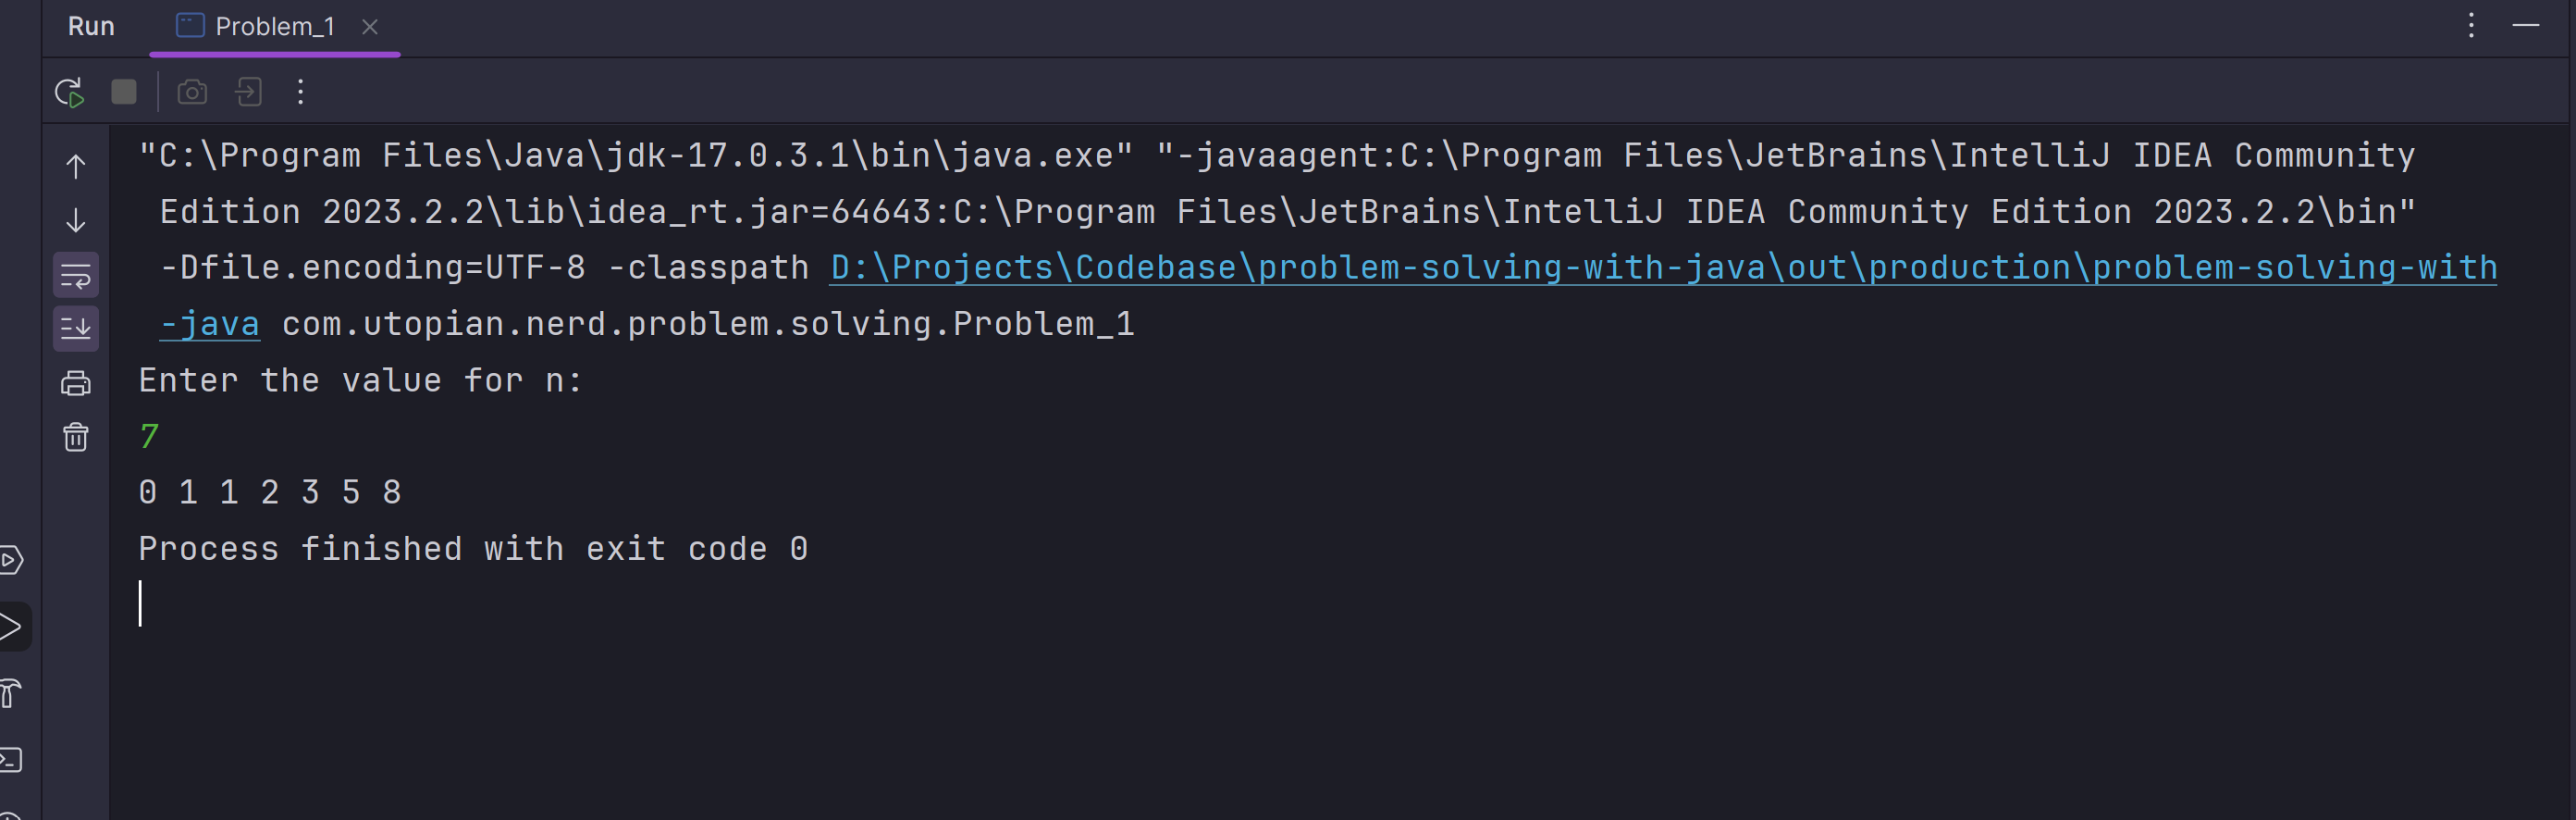 Run Problem_1
"C:\Program Files\Java\jdk-17.0.3.1\bin\java.exe" "-javaagent:C:\Program Files\JetBrains\IntelliJ IDEA Community
Edition 2023.2.2\lib\idea_rt.jar=64643:C:\Program Files\JetBrains\IntelliJ IDEA Community Edition 2023.2.2\bin"
-Dfile.encoding=UTF-8 -classpath D:\Projects\Codebase\problem-solving-with-java\out\production\problem-solving-with
-java com.utopian.nerd.problem.solving.Problem_1
Enter the value for n:
7
0 1 1 2 3 5 8
Process finished with exit code 0